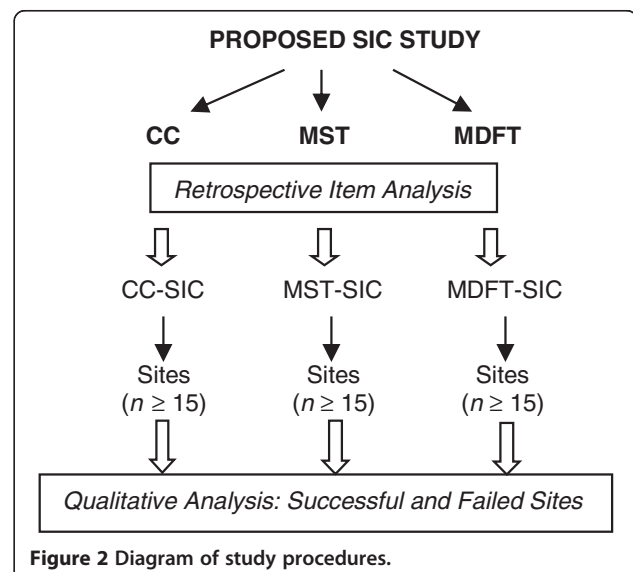 PROPOSED SIC STUDY
CC MST MDFT
Retrospective Item Analysis
CC-SIC MST-SIC MDFT-SIC
Sites Sites Sites
(n ≥ 15) (n ≥ 15) (n ≥ 15)
Qualitative Analysis: Successful and Failed Sites
Figure 2 Diagram of study procedures.